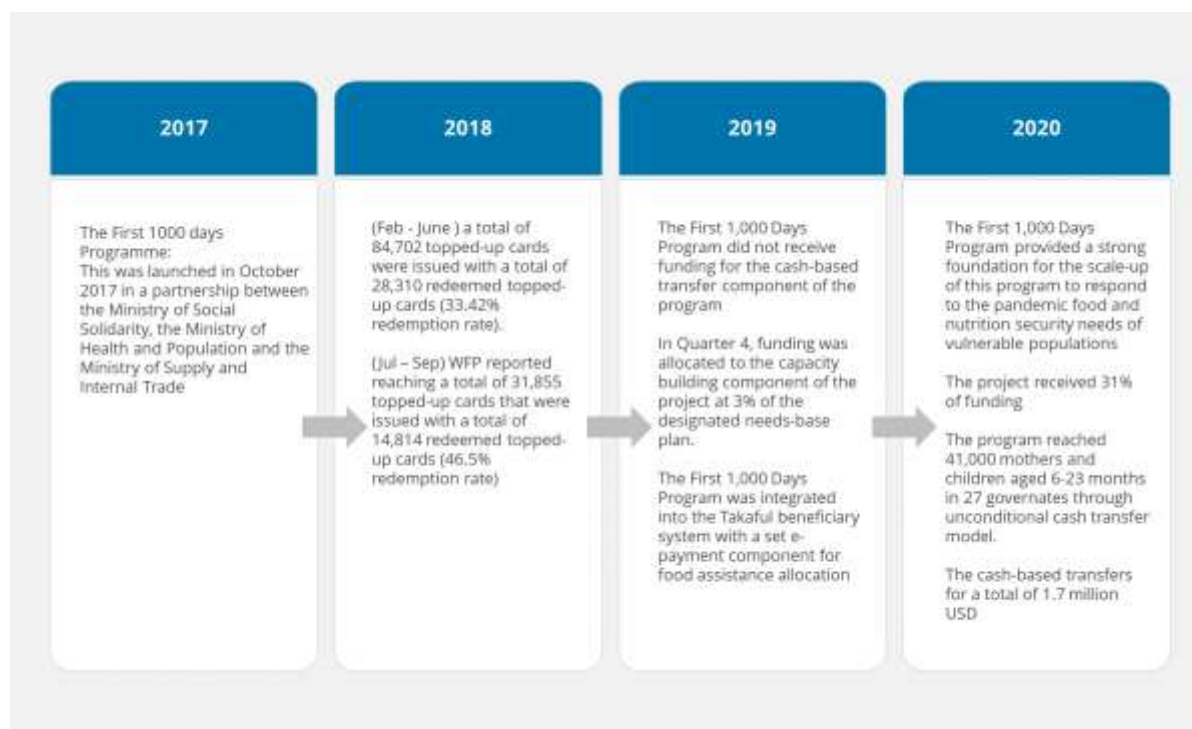 2017
The First 1000 days
Programme:
This was launched in October
2017 in a partnership between
the Ministry of Social
Solidarity, the Ministry of
Health and Population and the
Ministry of Supply and
Internal Trade
2018
(Feb - June ) a total of
84,702 topped-up cards
were issued with a total of
28,310 redeemed topped-
up cards (33.42%
redemption rate).
(Jul – Sep) WFP reported
reaching a total of 31,855
topped-up cards that were
issued with a total of
14,814 redeemed topped-
up cards (46.5%
redemption rate)
2019
The First 1,000 Days
Program did not receive
funding for the cash-based
transfer component of the
program
In Quarter 4, funding was
allocated to the capacity
building component of the
project at 3% of the
designated needs-base
plan.
The First 1,000 Days
Program was integrated
into the Takaful beneficiary
system with a set e-
payment component for
food assistance allocation
2020
The First 1,000 Days
Program provided a strong
foundation for the scale-up
of this program to respond
to the pandemic food and
nutrition security needs of
vulnerable populations
The project received 31%
of funding
The program reached
41,000 mothers and
children aged 6-23 months
in 27 governates through
unconditional cash transfer
model.
The cash-based transfers
for a total of 1.7 million
USD